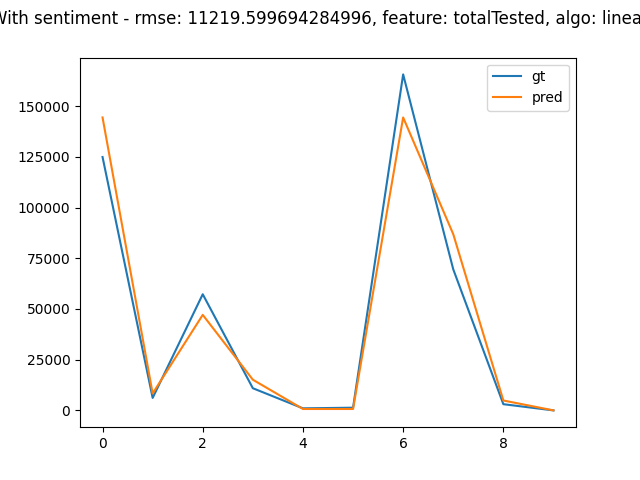 With sentiment - rmse: 11219.599694284996, feature: totalTested, algo: linea
gt
pred
150000
125000
100000
75000
50000
25000
0
0 2 4 6 8